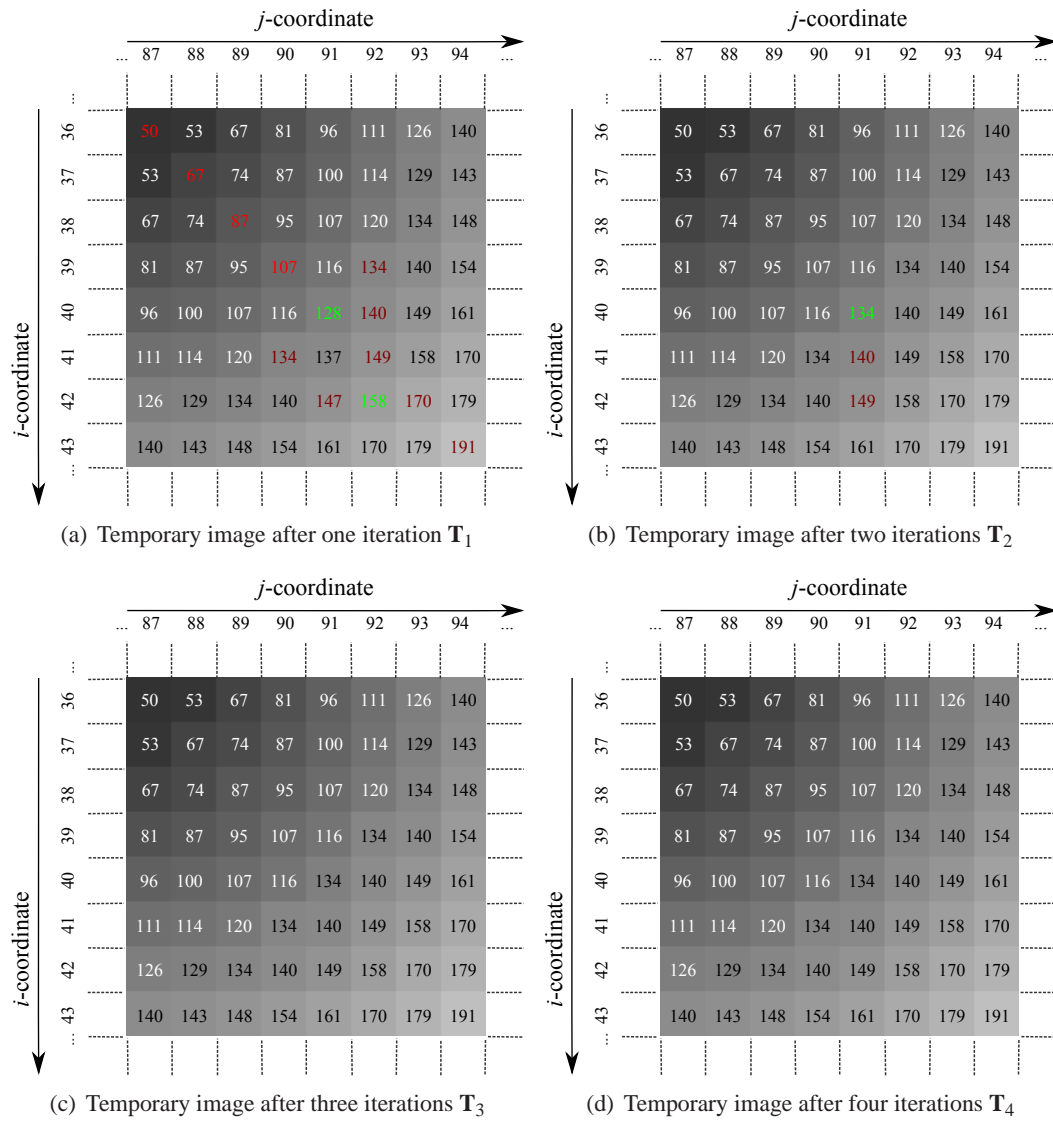 j-coordinate
... 87 88 89 90 91 92 93 94 ...
i-coordinate
...
36 50 53 67 81 96 111 126 140
37 53 67 74 87 100 114 129 143
38 67 74 87 95 107 120 134 148
39 81 87 95 107 116 134 140 154
40 96 100 107 116 128 140 149 161
41 111 114 120 134 137 149 158 170
42 126 129 134 140 147 158 170 179
43 140 143 148 154 161 170 179 191
...
(a) Temporary image after one iteration T1
j-coordinate
... 87 88 89 90 91 92 93 94 ...
i-coordinate
...
36 50 53 67 81 96 111 126 140
37 53 67 74 87 100 114 129 143
38 67 74 87 95 107 120 134 148
39 81 87 95 107 116 134 140 154
40 96 100 107 116 134 140 149 161
41 111 114 120 134 140 149 158 170
42 126 129 134 140 149 158 170 179
43 140 143 148 154 161 170 179 191
...
(b) Temporary image after two iterations T2
j-coordinate
... 87 88 89 90 91 92 93 94 ...
i-coordinate
...
36 50 53 67 81 96 111 126 140
37 53 67 74 87 100 114 129 143
38 67 74 87 95 107 120 134 148
39 81 87 95 107 116 134 140 154
40 96 100 107 116 134 140 149 161
41 111 114 120 134 140 149 158 170
42 126 129 134 140 149 158 170 179
43 140 143 148 154 161 170 179 191
...
(c) Temporary image after three iterations T3
j-coordinate
... 87 88 89 90 91 92 93 94 ...
i-coordinate
...
36 50 53 67 81 96 111 126 140
37 53 67 74 87 100 114 129 143
38 67 74 87 95 107 120 134 148
39 81 87 95 107 116 134 140 154
40 96 100 107 116 134 140 149 161
41 111 114 120 134 140 149 158 170
42 126 129 134 140 149 158 170 179
43 140 143 148 154 161 170 179 191
...
(d) Temporary image after four iterations T4